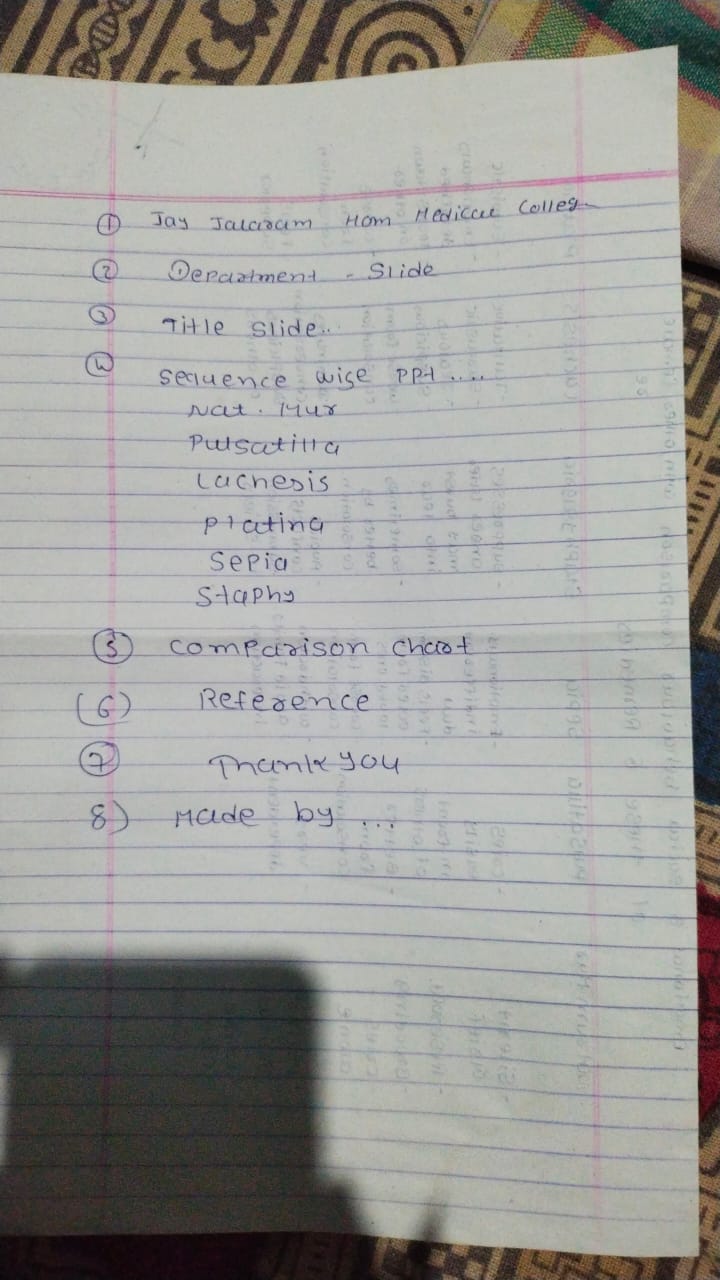 ① Jay Jalaram Hom Medical Colleg
② Department - Slide
③ Title slide..
④ sequence wise PPt ....
Nat. Mur
Pulsatilla
Lachesis
Platina
Sepia
Staphy
⑤ comparison chart
(6) Reference
⑦ Thank you
8) Made by ...